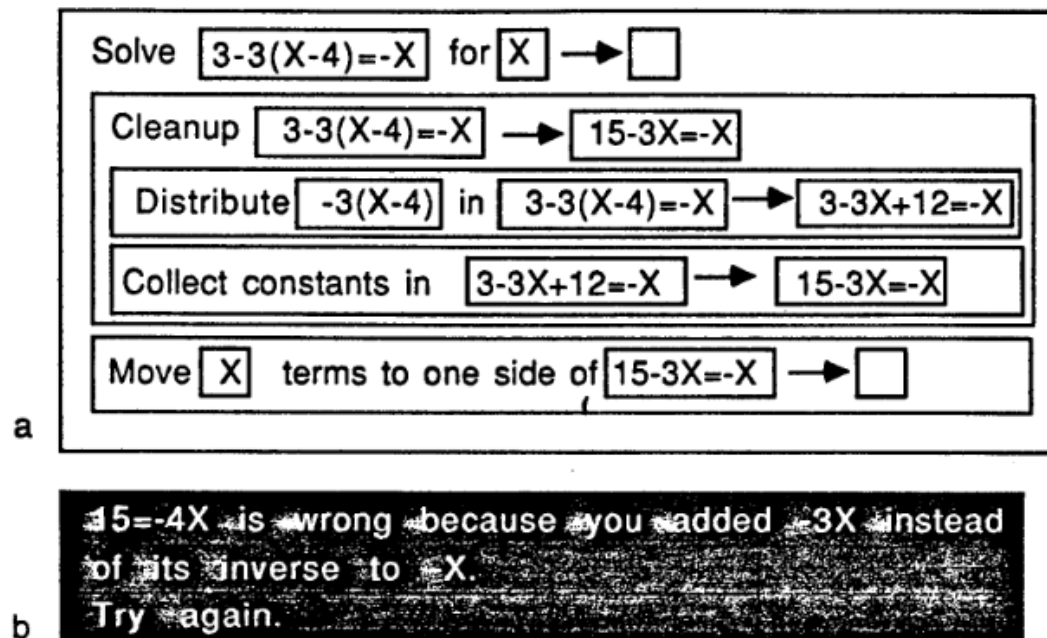 Solve 3-3(X-4)=-X for X
Cleanup 3-3(X-4)=-X 15-3X=-X
Distribute -3(X-4) in 3-3(X-4)=-X 3-3X+12=-X
Collect constants in 3-3X+12=-X 15-3X=-X
Move X terms to one side of 15-3X=-X
a
15=-4X is wrong because you added -3X instead
of its inverse to -X.
Try again.
b